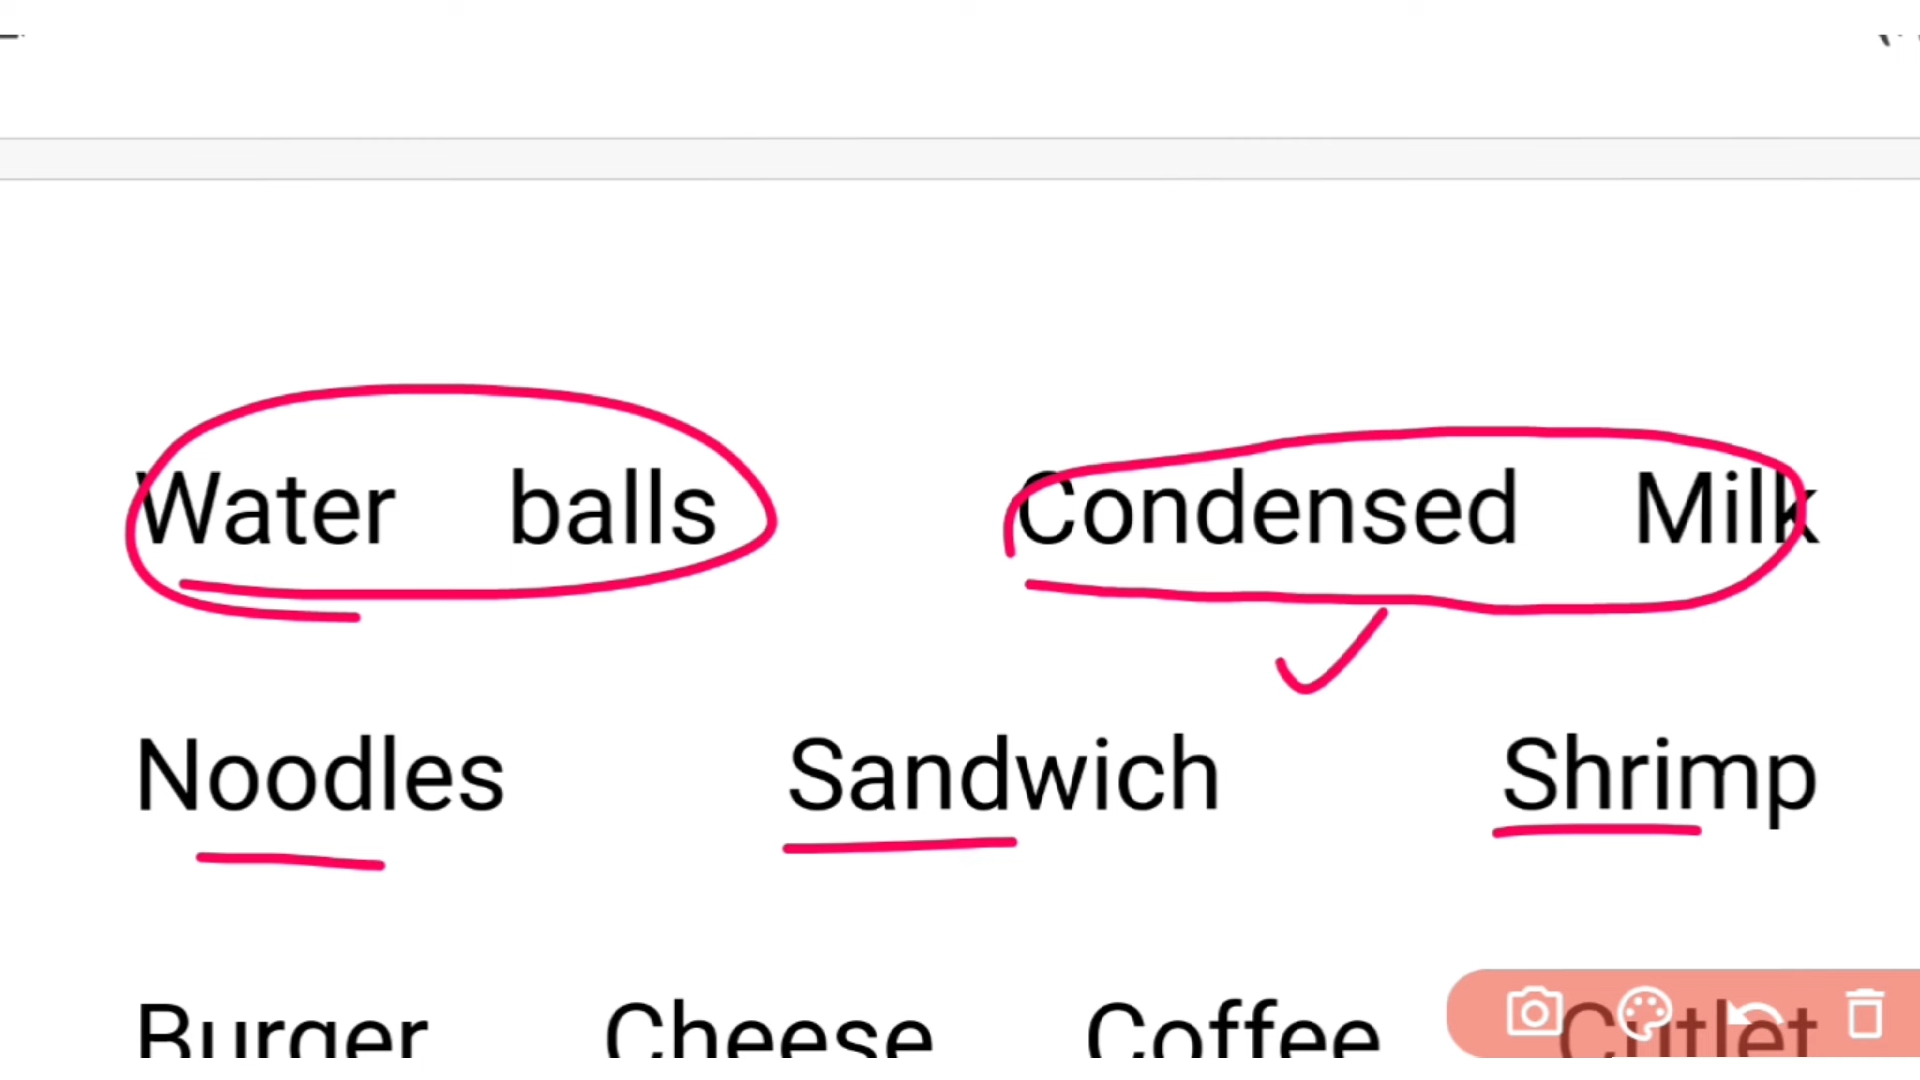 Water balls Condensed Milk
Noodles Sandwich Shrimp
Burger Cheese Coffee Cutlet